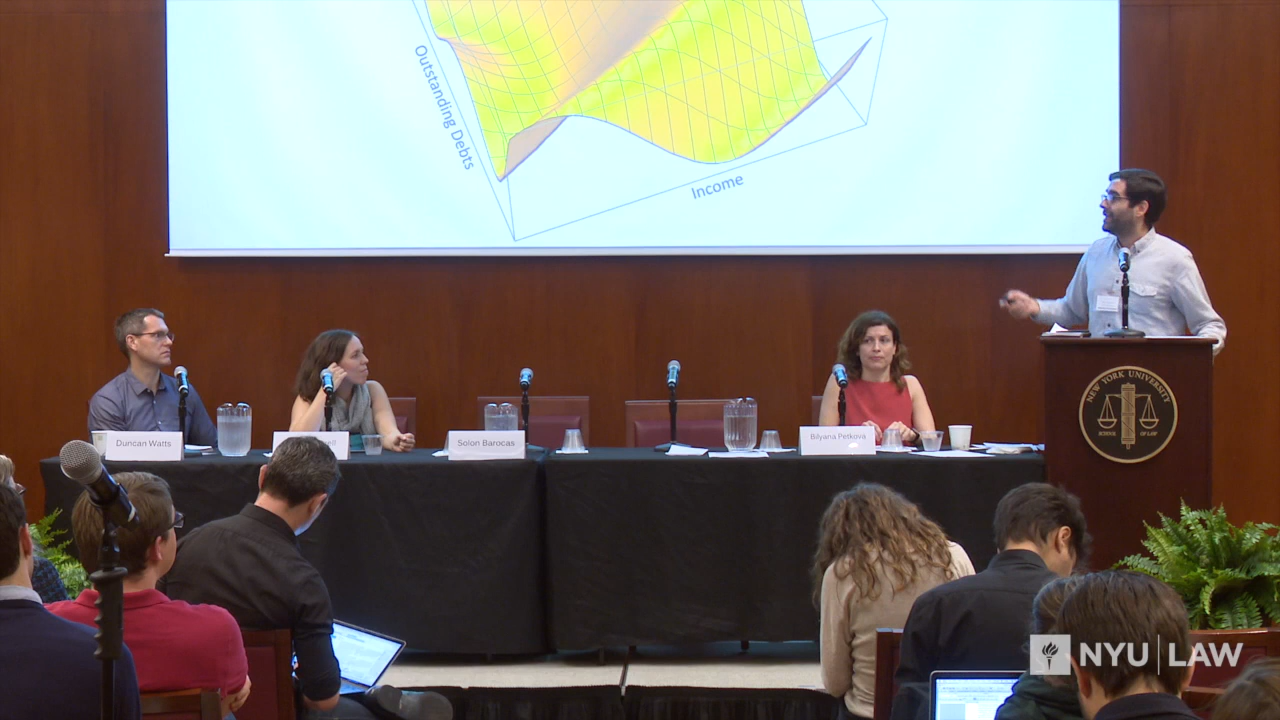 Outstanding Debts
Income
NEW YORK UNIVERSITY
SCHOOL OF LAW
Duncan Watts
Solon Barocas
Bilyana Petkova
NYU LAW